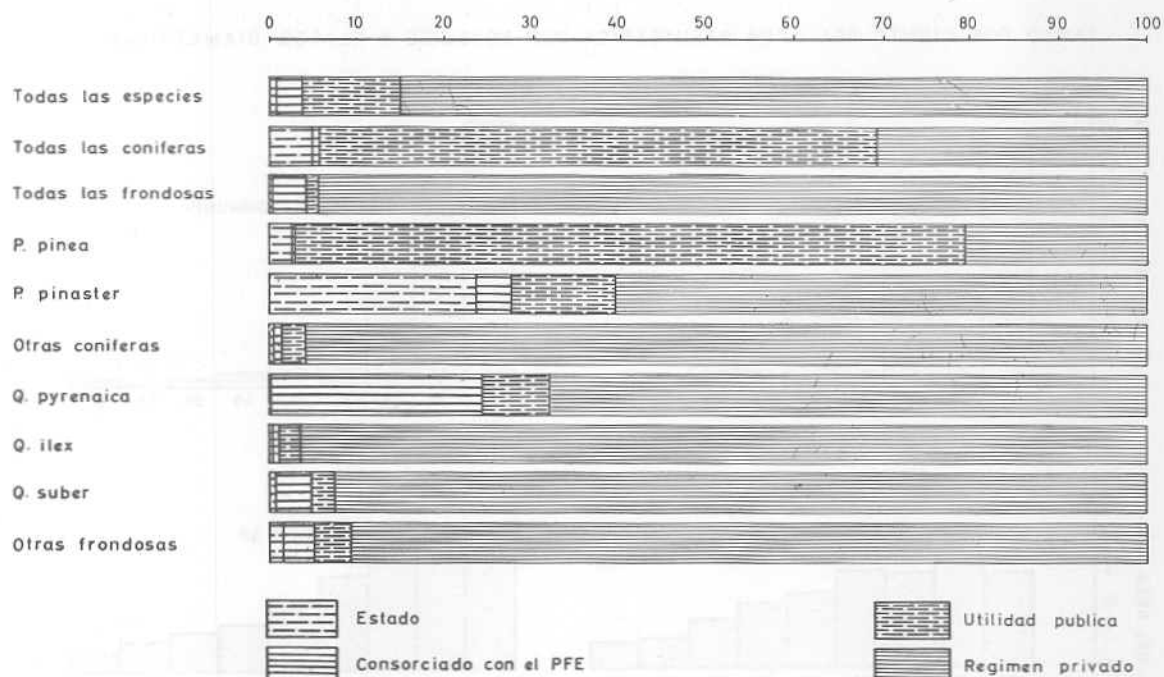 0 10 20 30 40 50 60 70 80 90 100
Todas las especies
Todas las coniferas
Todas las frondosas
P. pinea
P. pinaster
Otras coniferas
Q. pyrenaica
Q. ilex
Q. suber
Otras frondosas
Estado
Utilidad publica
Consorciado con el PFE
Regimen privado